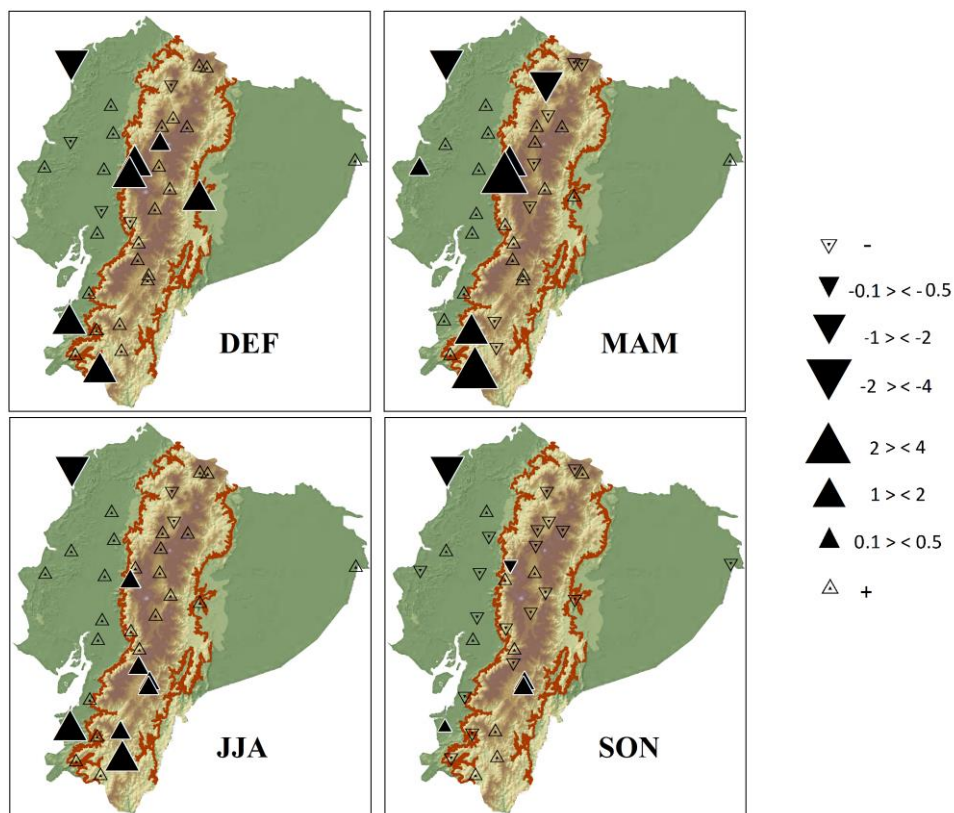 DEF
MAM
JJA
SON
-
-0.1 > < - 0.5
-1 > < -2
-2 > < -4
2 > < 4
1 > < 2
0.1 > < 0.5
+